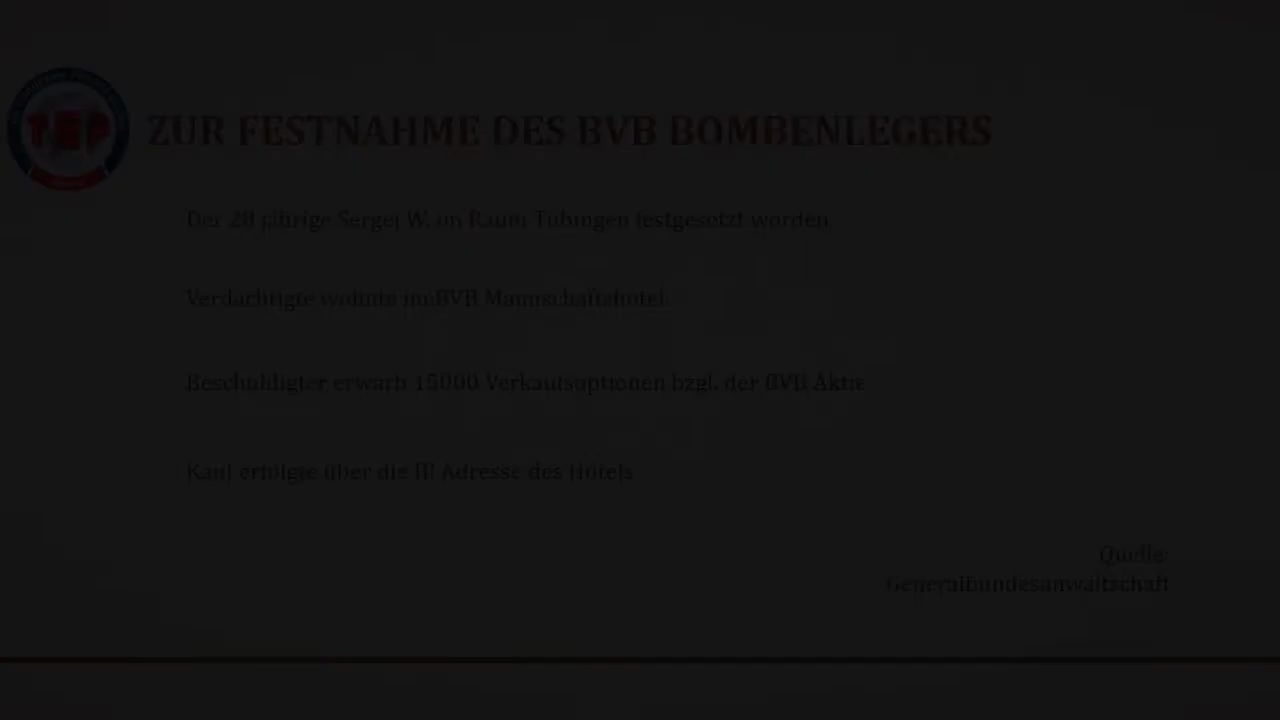 ZUR FESTNAHME DES BVB BOMBENLEGERS
Der 28 jährige Sergej W. im Raum Tübingen festgesetzt worden
Verdächtigte wohnte im BVB Mannschaftshotel
Beschuldigter erwarb 15000 Verkaufsoptionen bzgl. der BVB Aktie
Kauf erfolgte über die IP Adresse des Hotels
Quelle:
Generalbundesanwaltschaft